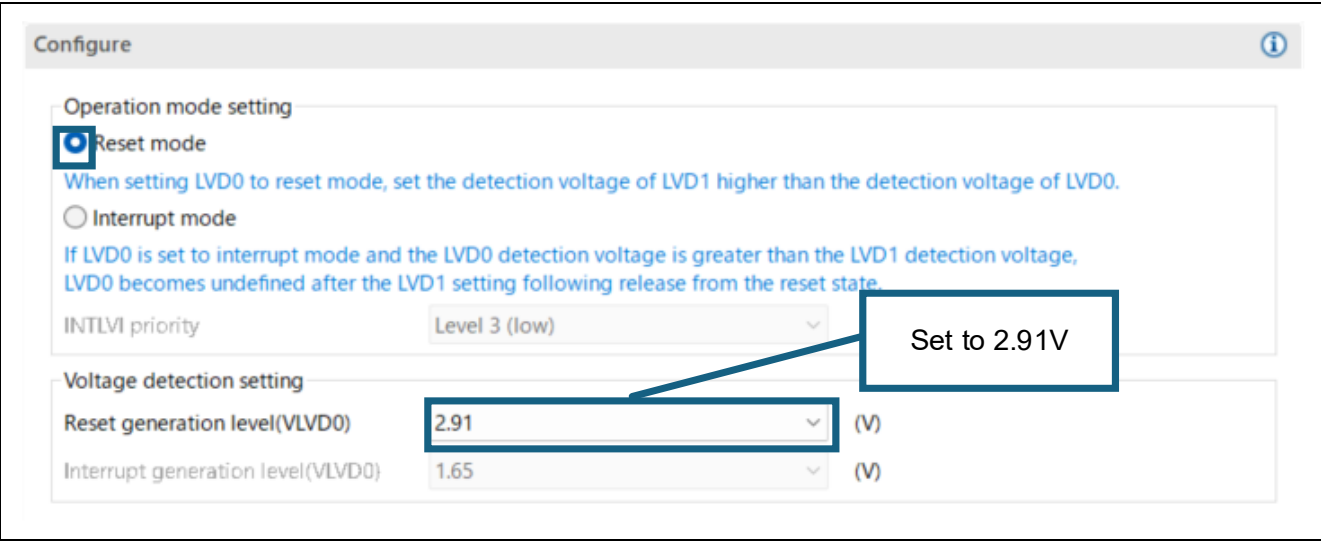 Configure
Operation mode setting
Reset mode
When setting LVD0 to reset mode, set the detection voltage of LVD1 higher than the detection voltage of LVD0.
Interrupt mode
If LVD0 is set to interrupt mode and the LVD0 detection voltage is greater than the LVD1 detection voltage,
LVD0 becomes undefined after the LVD1 setting following release from the reset state.
INTLVI priority
Level 3 (low)
Set to 2.91V
Voltage detection setting
Reset generation level(VLVD0)
2.91
(V)
Interrupt generation level(VLVD0)
1.65
(V)